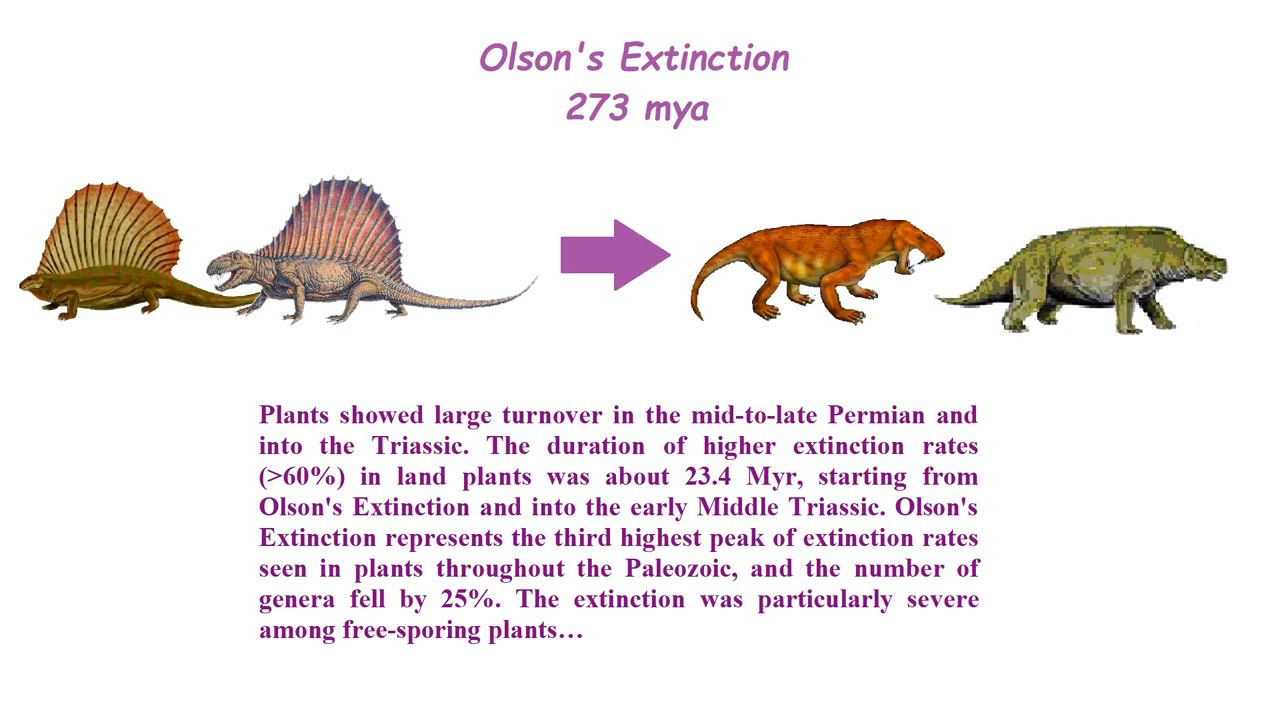 Olson's Extinction
273 mya
Plants showed large turnover in the mid-to-late Permian and
into the Triassic. The duration of higher extinction rates
(>60%) in land plants was about 23.4 Myr, starting from
Olson's Extinction and into the early Middle Triassic. Olson's
Extinction represents the third highest peak of extinction rates
seen in plants throughout the Paleozoic, and the number of
genera fell by 25%. The extinction was particularly severe
among free-sporing plants…